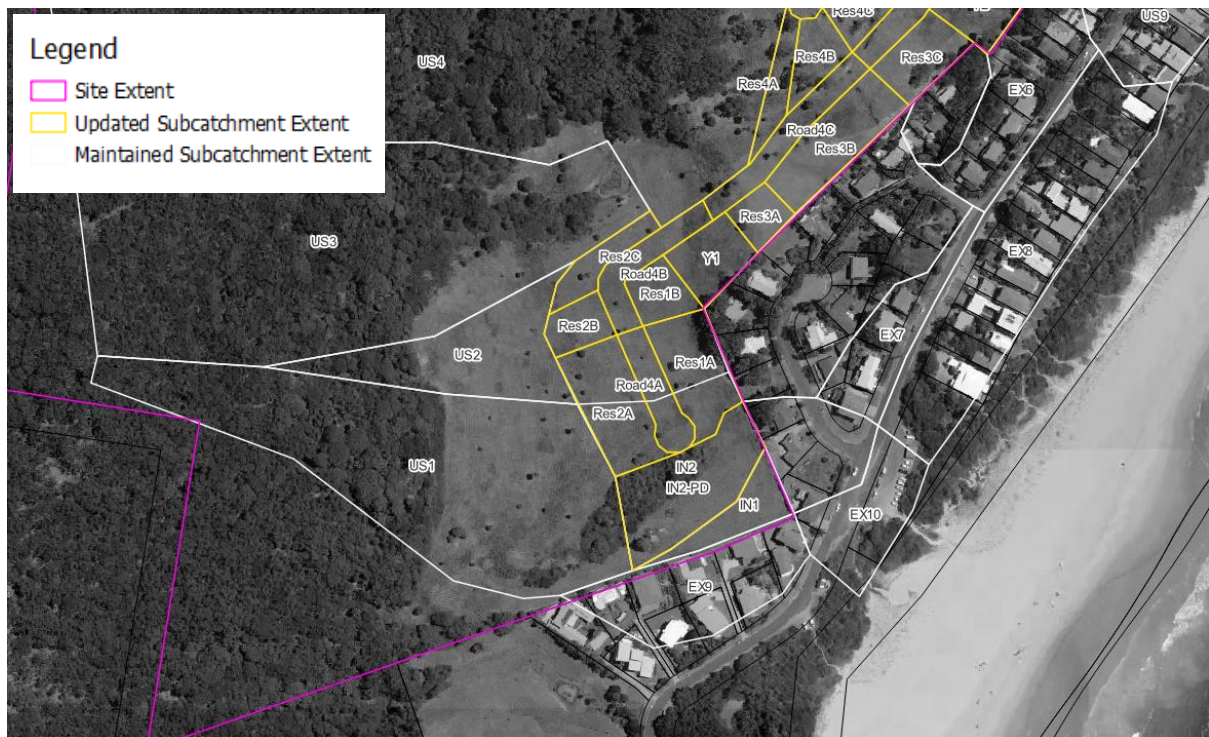 Legend
Site Extent
Updated Subcatchment Extent
Maintained Subcatchment Extent
US4
Res4C
US9
Res4B
Res3C
Res4A
EX6
Road4C
Res3B
Res3A
US3
Res2C
Y1
EX8
Road4B
Res1B
Res2B
EX7
US2
Res1A
Road4A
Res2A
US1
IN2
IN2-PD
IN1
EX10
EX9